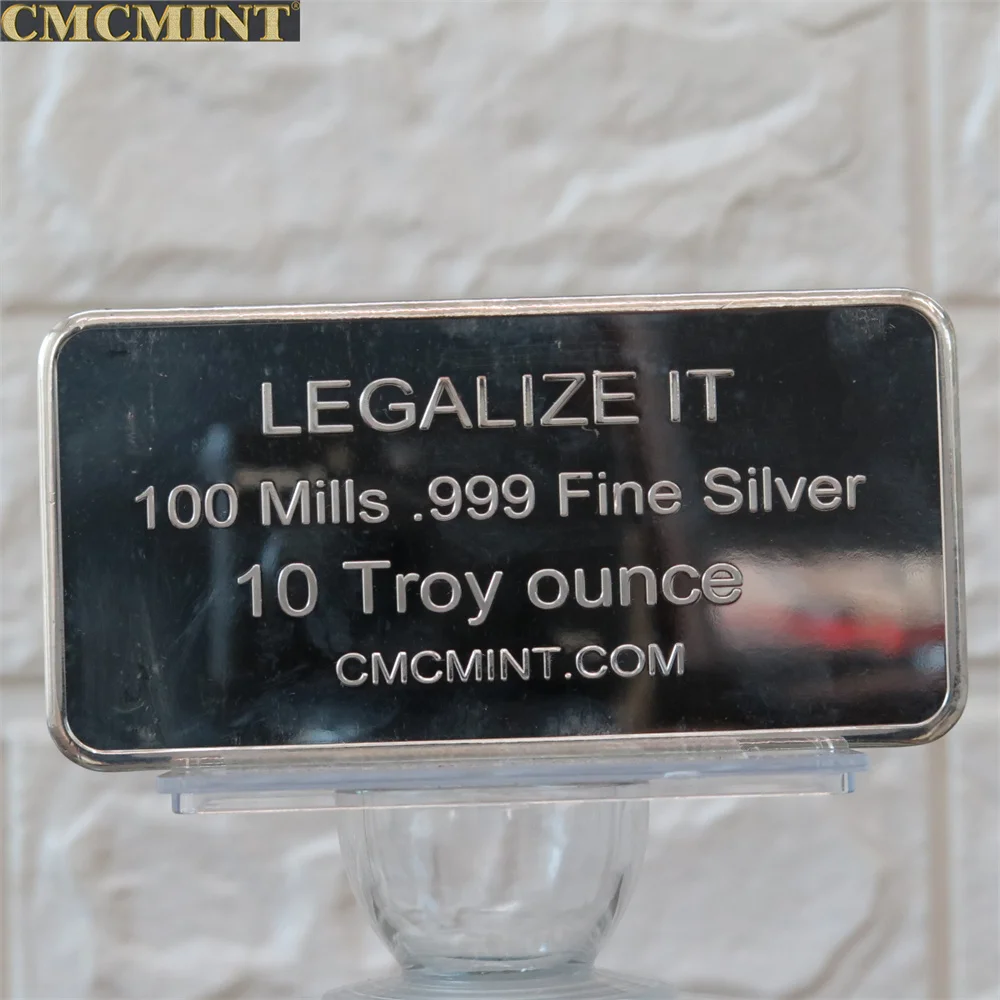 CMCMINT®
LEGALIZE IT
100 Mills .999 Fine Silver
10 Troy ounce
CMCMINT.COM